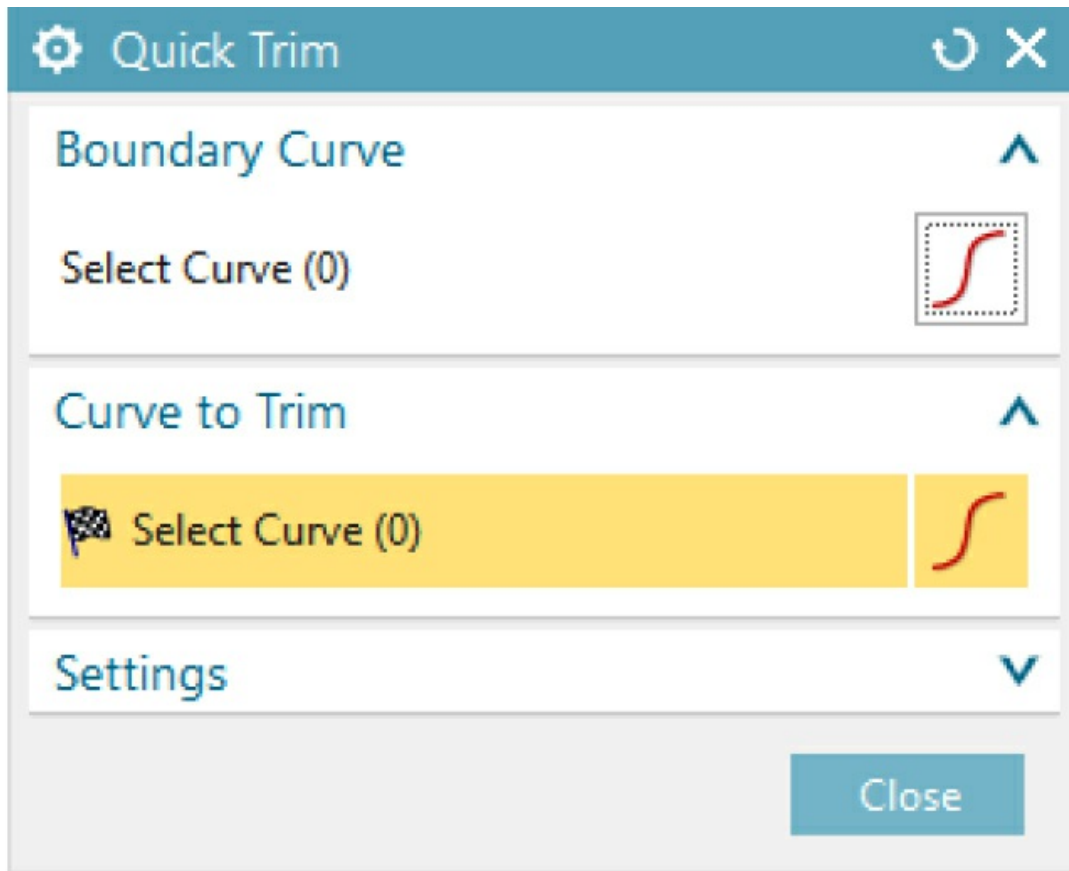 Quick Trim
Boundary Curve
Select Curve (0)
Curve to Trim
Select Curve (0)
Settings
Close